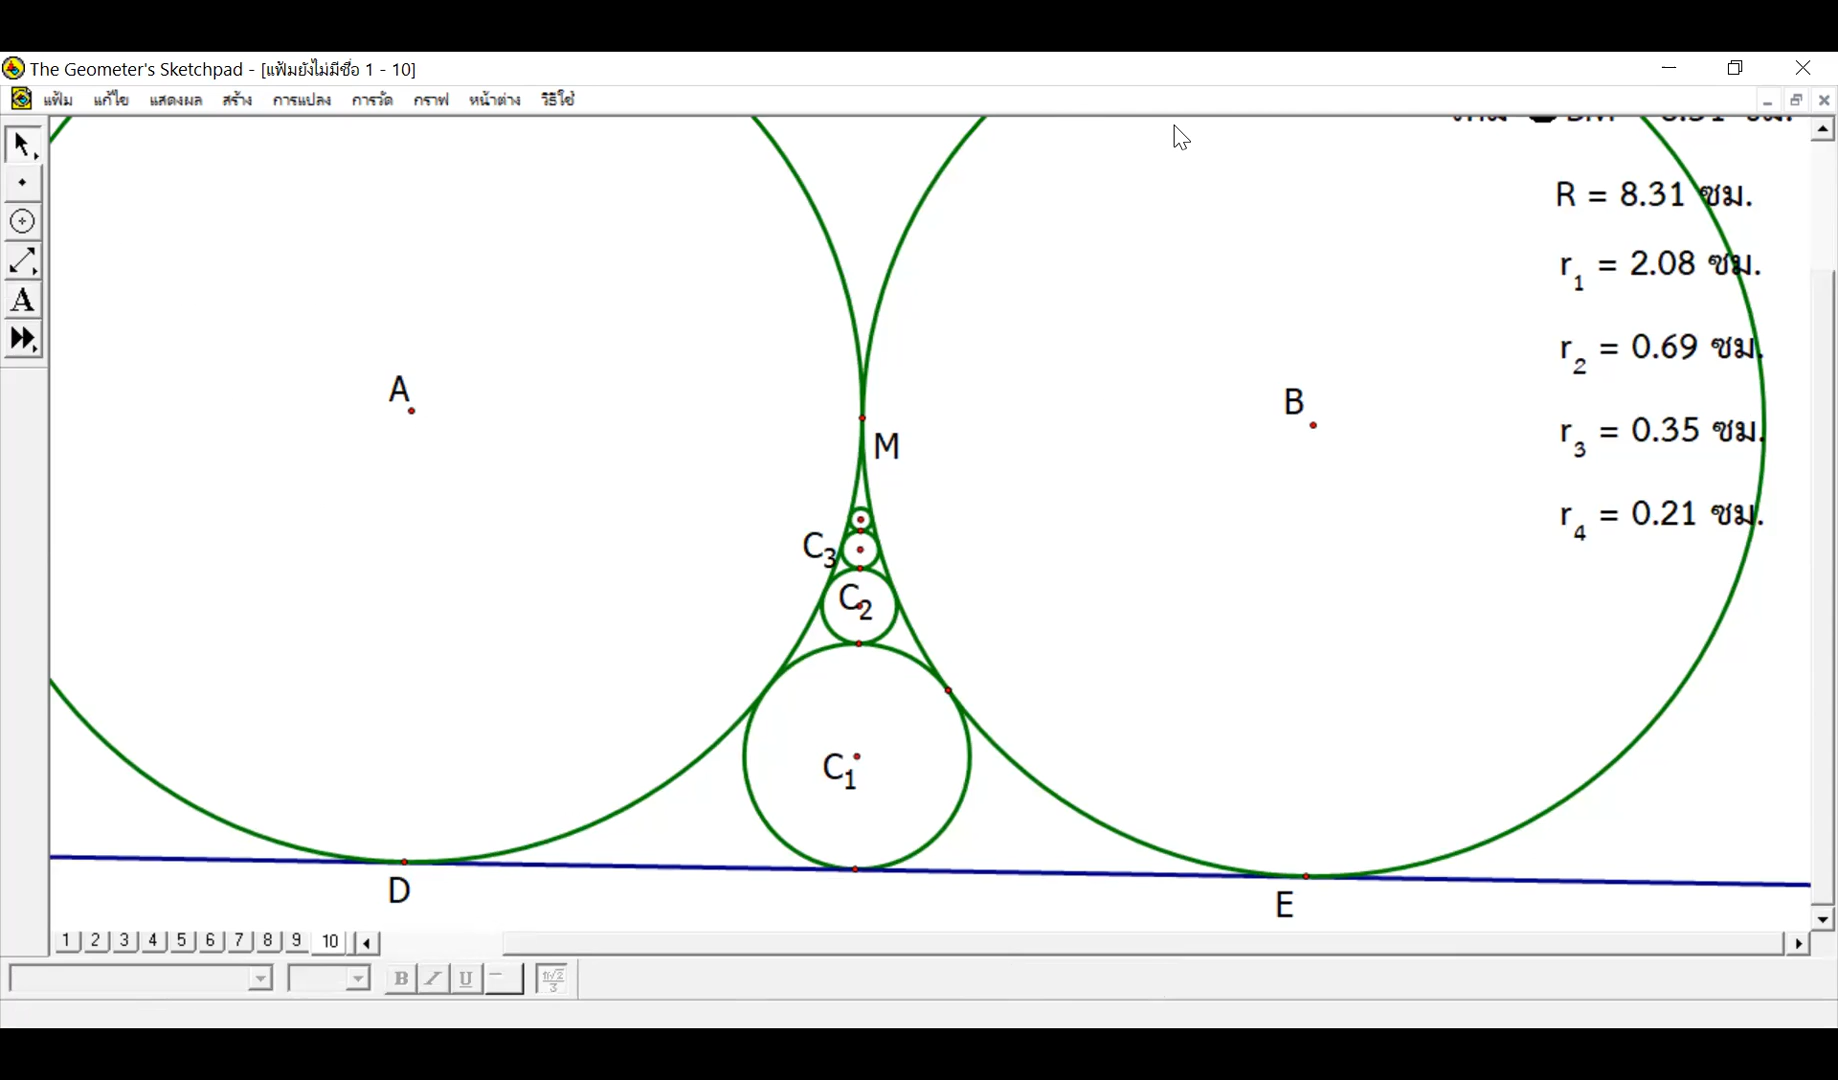 The Geometer's Sketchpad - [แฟ้มยังไม่มีชื่อ 1 - 10]
แฟ้ม แก้ไข แสดงผล สร้าง การแปลง การวัด กราฟ หน้าต่าง วิธีใช้
R = 8.31 ซม.
r1 = 2.08 ซม.
r2 = 0.69 ซม.
A
B
M
r3 = 0.35 ซม.
r4 = 0.21 ซม.
C3
C2
C1
D
E
A
1 2 3 4 5 6 7 8 9 10
B I U